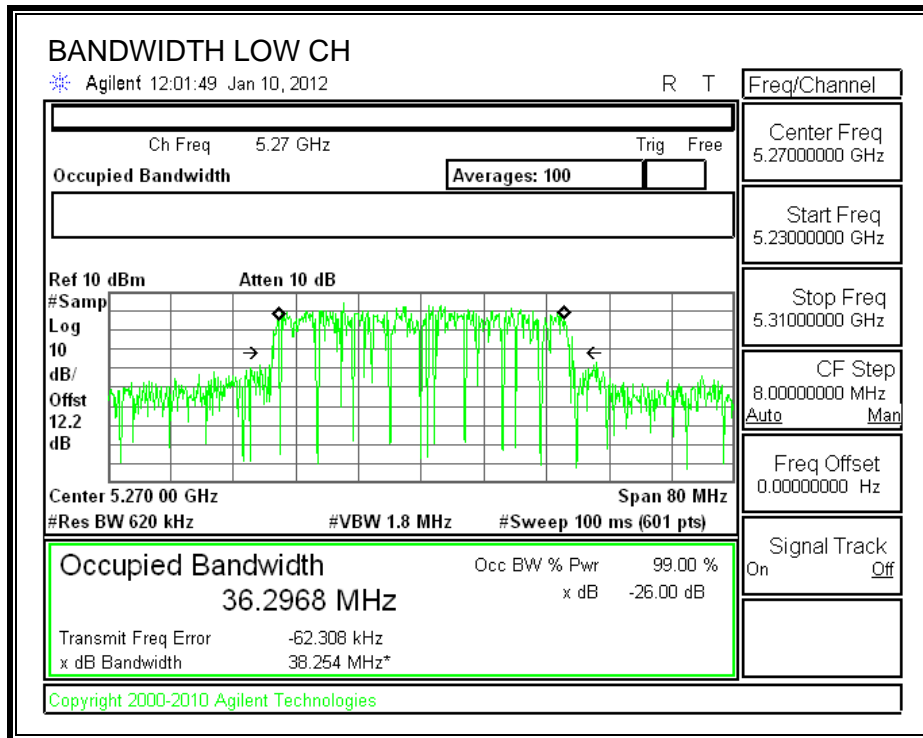 BANDWIDTH LOW CH
Agilent 12:01:49 Jan 10, 2012 R T
Freq/Channel
Ch Freq 5.27 GHz Trig Free
Occupied Bandwidth Averages: 100
Center Freq
5.27000000 GHz
Start Freq
5.23000000 GHz
Stop Freq
5.31000000 GHz
CF Step
8.00000000 MHz
Auto Man
Freq Offset
0.00000000 Hz
Signal Track
On Off
Ref 10 dBm Atten 10 dB
#Samp
Log
10
dB/
Offst
12.2
dB
Center 5.270 00 GHz Span 80 MHz
#Res BW 620 kHz #VBW 1.8 MHz #Sweep 100 ms (601 pts)
Occupied Bandwidth Occ BW % Pwr 99.00 %
36.2968 MHz x dB -26.00 dB
Transmit Freq Error -62.308 kHz
x dB Bandwidth 38.254 MHz*
Copyright 2000-2010 Agilent Technologies